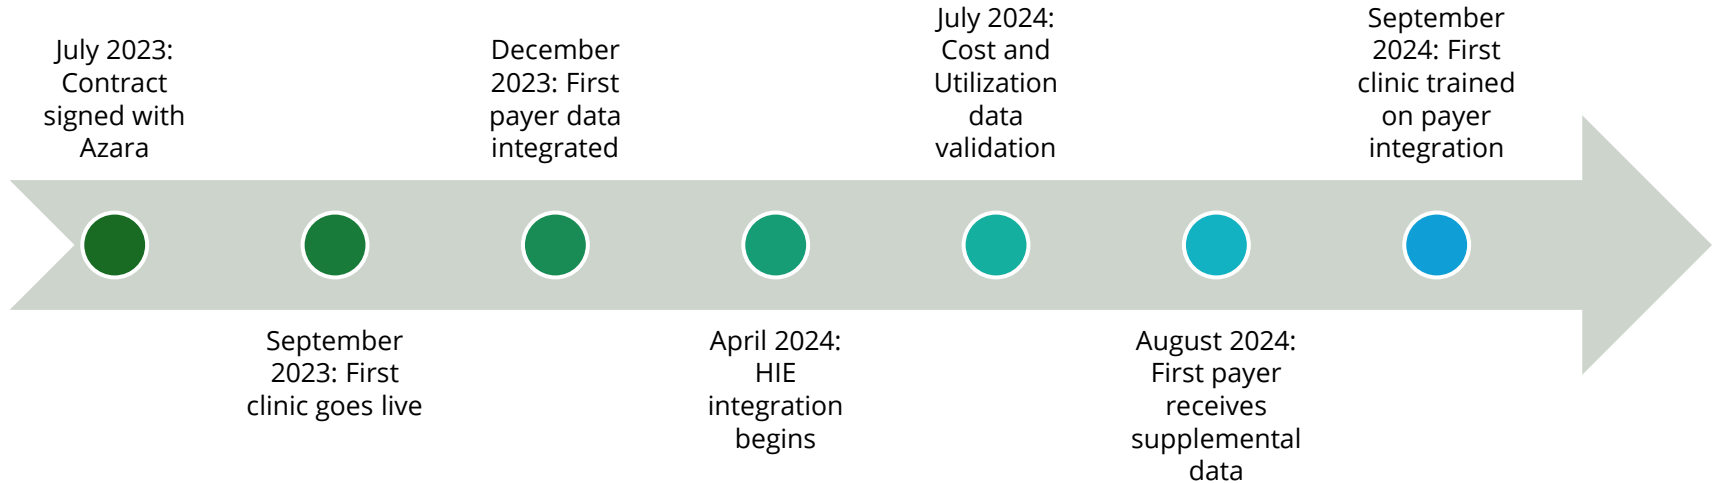 July 2023:
Contract
signed with
Azara
September
2023: First
clinic goes live
December
2023: First
payer data
integrated
April 2024:
HIE
integration
begins
July 2024:
Cost and
Utilization
data
validation
August 2024:
First payer
receives
supplemental
data
September
2024: First
clinic trained
on payer
integration